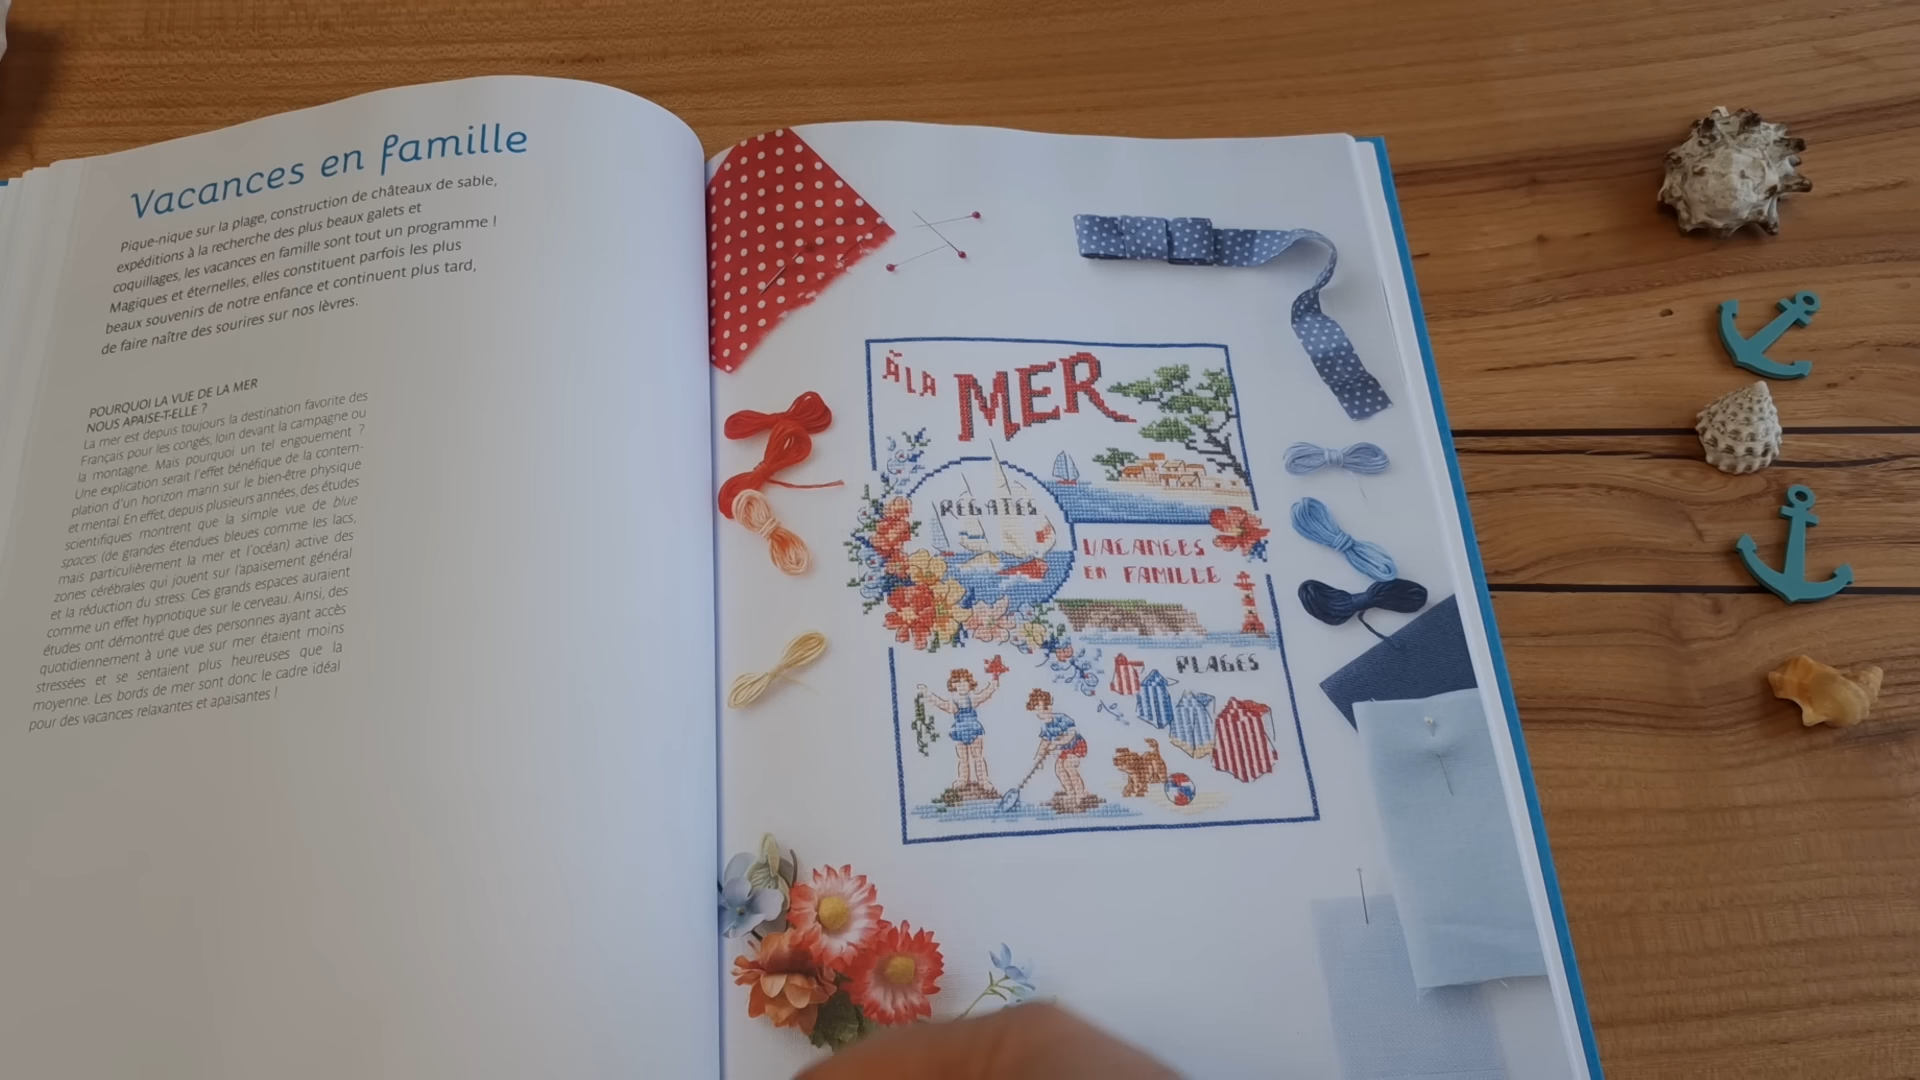 Vacances en famille
Pique-nique sur la plage, construction de châteaux de sable,
expéditions à la recherche des plus beaux galets et
coquillages, les vacances en famille sont tout un programme !
Magiques et éternelles, elles constituent parfois les plus
beaux souvenirs de notre enfance et continuent plus tard,
de faire naître des sourires sur nos lèvres.
POURQUOI LA VUE DE LA MER
NOUS APAISE-T-ELLE ?
La mer est depuis toujours la destination favorite des
Français pour les congés, loin devant la campagne ou
la montagne. Mais pourquoi un tel engouement ?
Une explication serait l'effet bénéfique de la contem-
plation d'un horizon marin sur le bien-être physique
et mental. En effet, depuis plusieurs années, des études
scientifiques montrent que la simple vue de blue
spaces (de grandes étendues bleues comme les lacs,
mais particulièrement la mer et l'océan) active des
zones cérébrales qui jouent sur l'apaisement général
et la réduction du stress. Ces grands espaces auraient
comme un effet hypnotique sur le cerveau. Ainsi, des
études ont démontré que des personnes ayant accès
quotidiennement à une vue sur mer étaient moins
stressées et se sentaient plus heureuses que la
moyenne. Les bords de mer sont donc le cadre idéal
pour des vacances relaxantes et apaisantes !
À LA MER
RÉGATES
VACANCES
EN FAMILLE
PLAGES